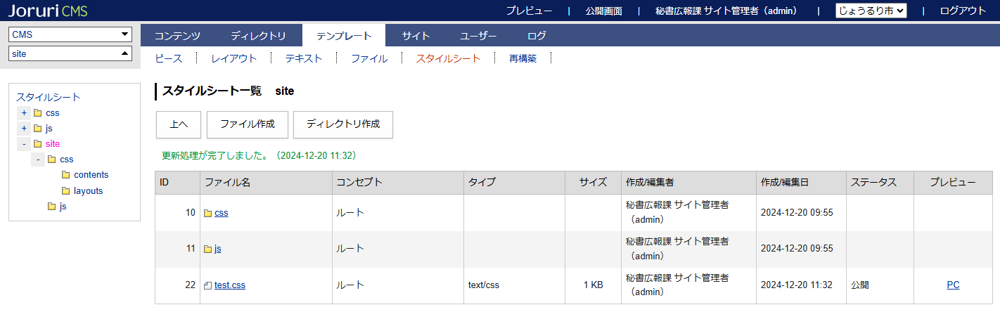 Joruri CMS プレビュー | 公開画面 | 秘書広報課 サイト管理者（admin） | じょうるり市 | ログアウト
CMS
site
コンテンツ ディレクトリ テンプレート サイト ユーザー ログ
ピース レイアウト テキスト ファイル スタイルシート 再構築
スタイルシート
+ css
+ js
- site
- css
contents
layouts
js
スタイルシート一覧 site
上へ ファイル作成 ディレクトリ作成
更新処理が完了しました。（2024-12-20 11:32）
ID ファイル名 コンセプト タイプ サイズ 作成/編集者 作成/編集日 ステータス プレビュー
10 css ルート 秘書広報課 サイト管理者 2024-12-20 09:55
（admin）
11 js ルート 秘書広報課 サイト管理者 2024-12-20 09:55
（admin）
22 test.css ルート text/css 1 KB 秘書広報課 サイト管理者 2024-12-20 11:32 公開 PC
（admin）